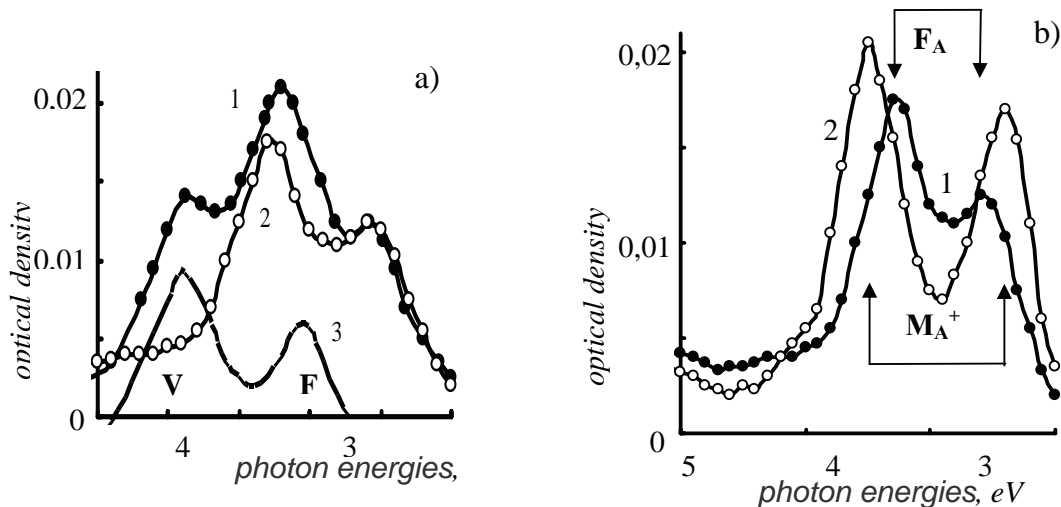 a)
0.02
0.01
0
optical density
1
2
3
V
F
4
3
photon energies,
b)
0,02
0,01
0
optical density
F_A
2
1
M_A^+
5
4
3
photon energies, eV